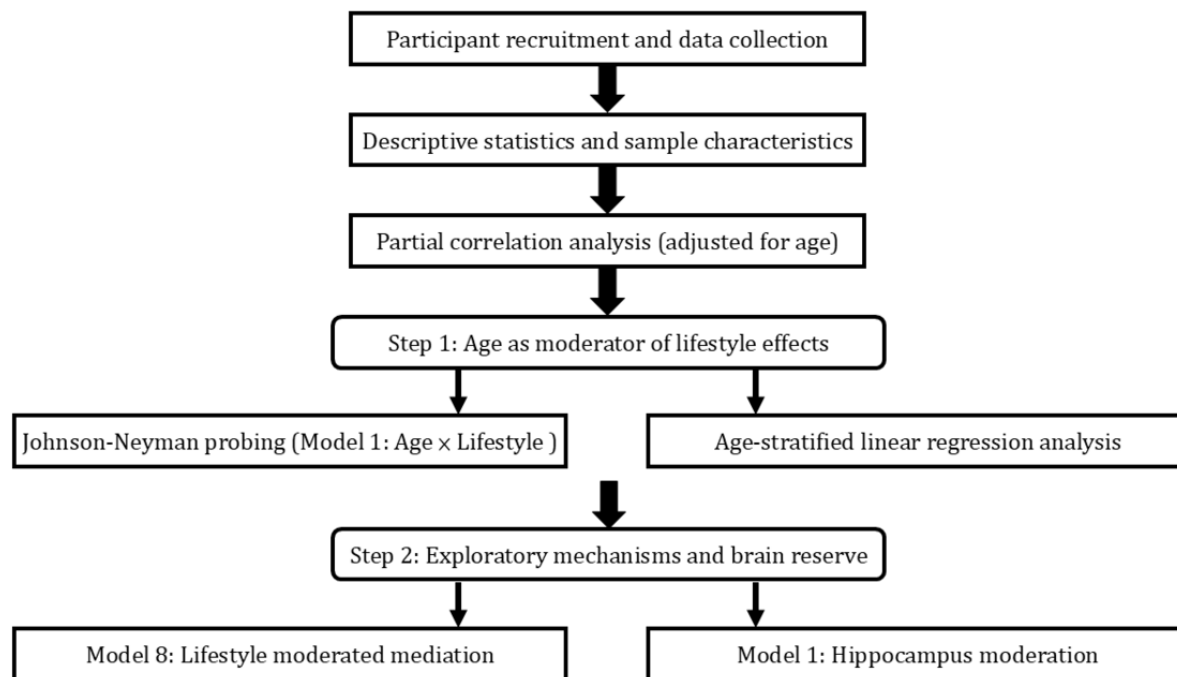 Participant recruitment and data collection
Descriptive statistics and sample characteristics
Partial correlation analysis (adjusted for age)
Step 1: Age as moderator of lifestyle effects
Johnson-Neyman probing (Model 1: Age × Lifestyle )
Age-stratified linear regression analysis
Step 2: Exploratory mechanisms and brain reserve
Model 8: Lifestyle moderated mediation
Model 1: Hippocampus moderation